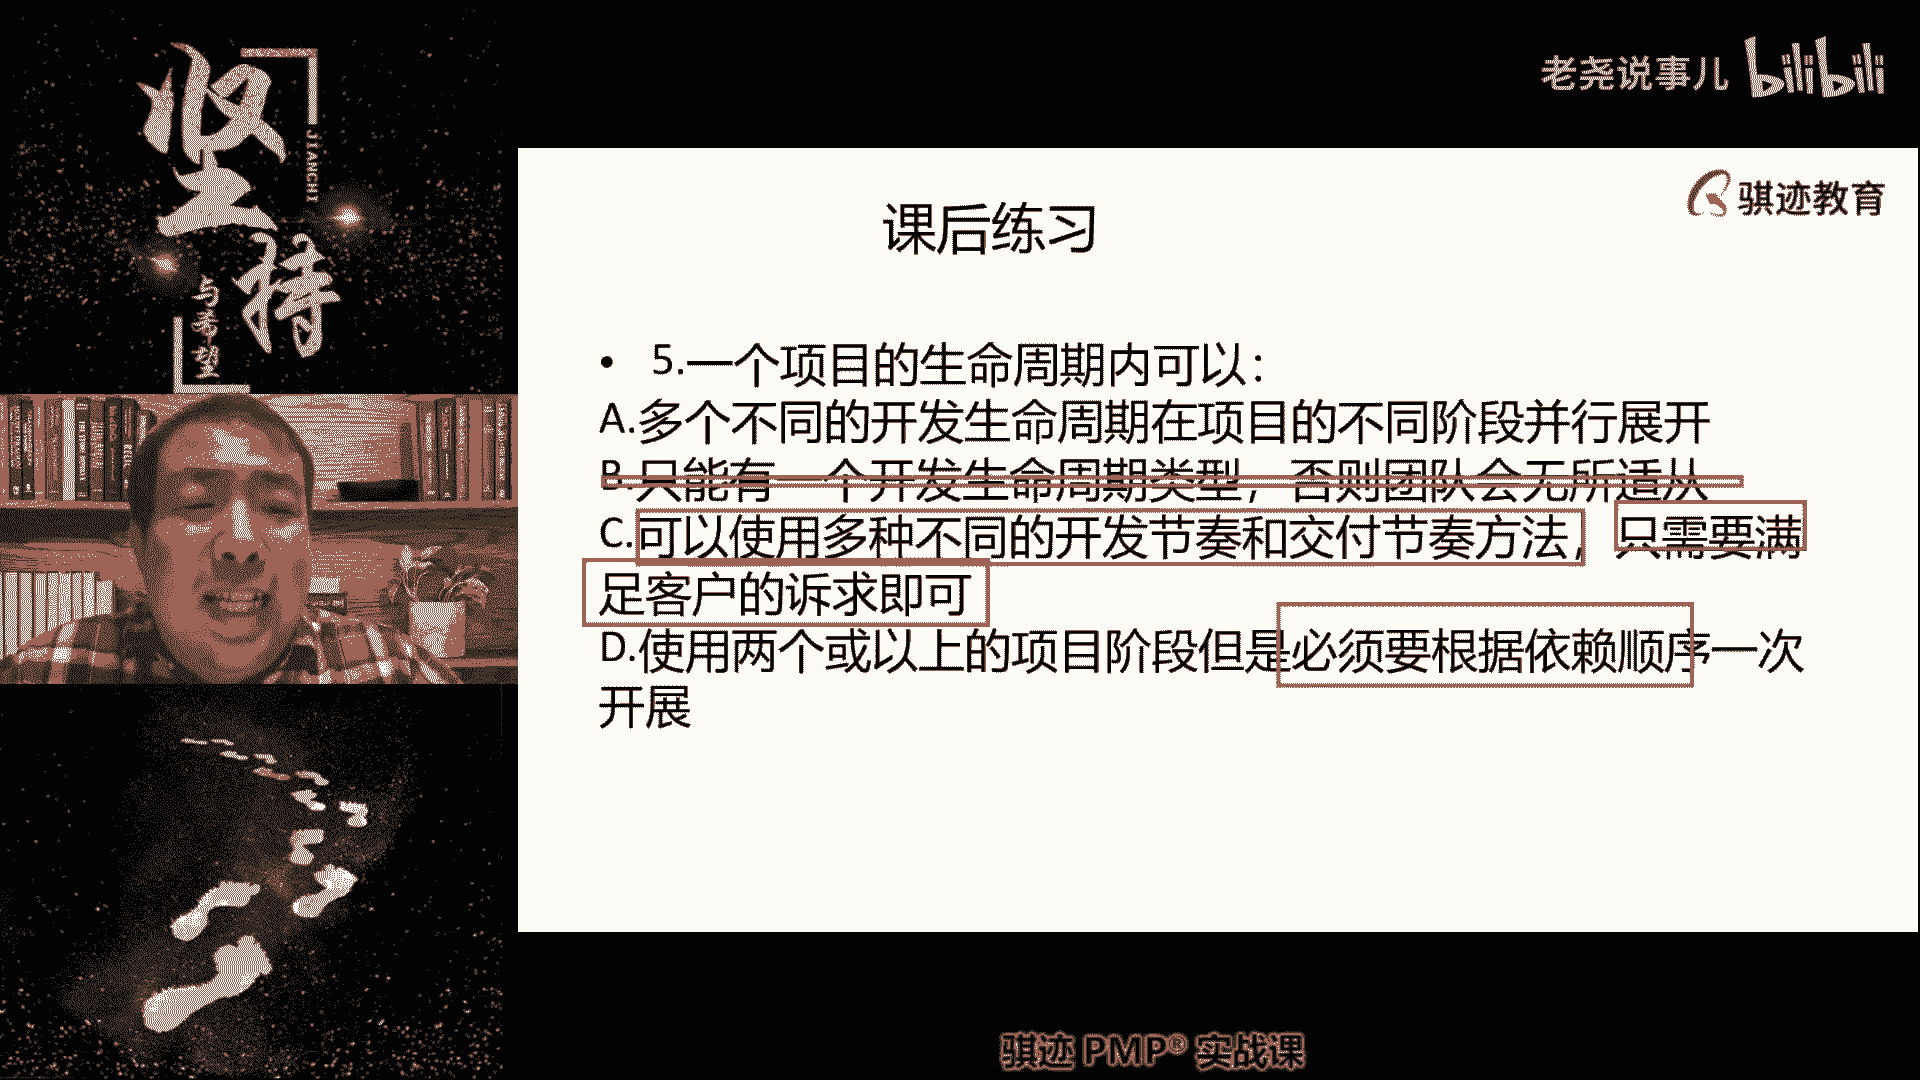 坚持
JIANCHI
与希望
老尧说事儿 bilibili
骐迹教育
课后练习
• 5.一个项目的生命周期内可以：
A.多个不同的开发生命周期在项目的不同阶段并行展开
B.只能有一个开发生命周期类型，否则团队会无所适从
C.可以使用多种不同的开发节奏和交付节奏方法，只需要满
足客户的诉求即可
D.使用两个或以上的项目阶段但是必须要根据依赖顺序一次
开展
骐迹 PMP® 实战课